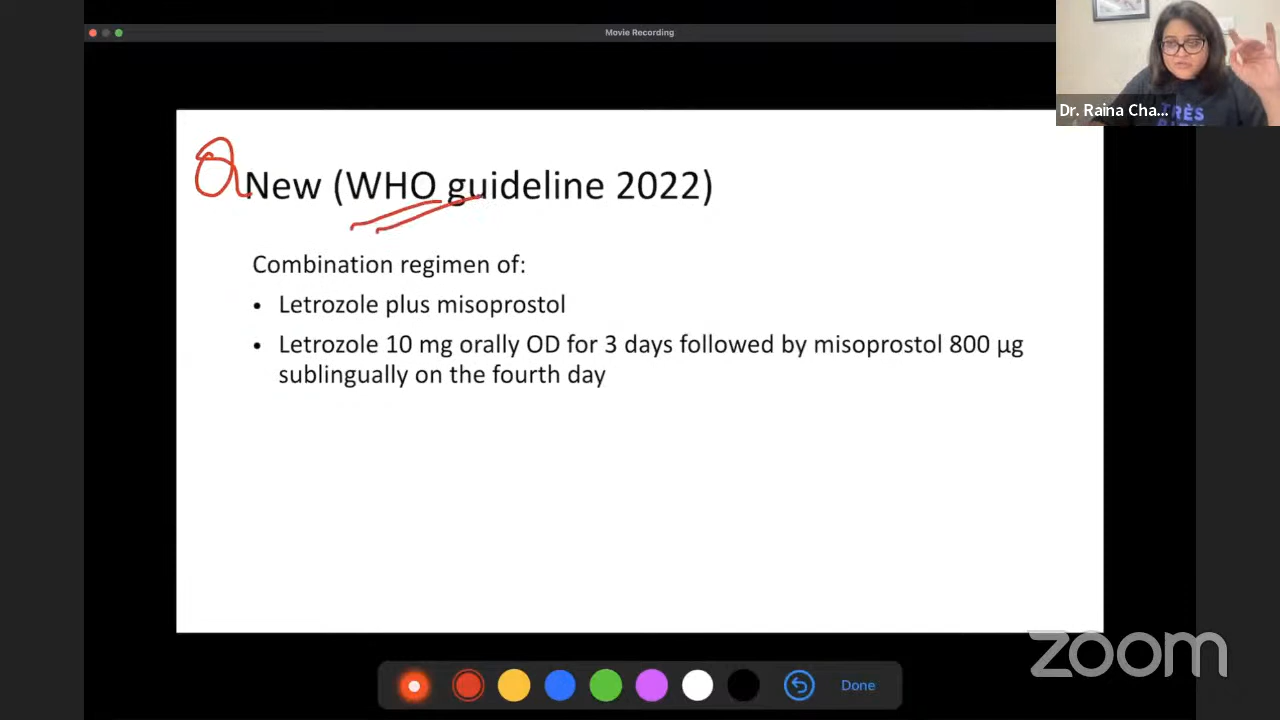 Movie Recording
Dr. Raina Cha...
TRÈS
New (WHO guideline 2022)
Combination regimen of:
• Letrozole plus misoprostol
• Letrozole 10 mg orally OD for 3 days followed by misoprostol 800 µg
sublingually on the fourth day
zoom
Done